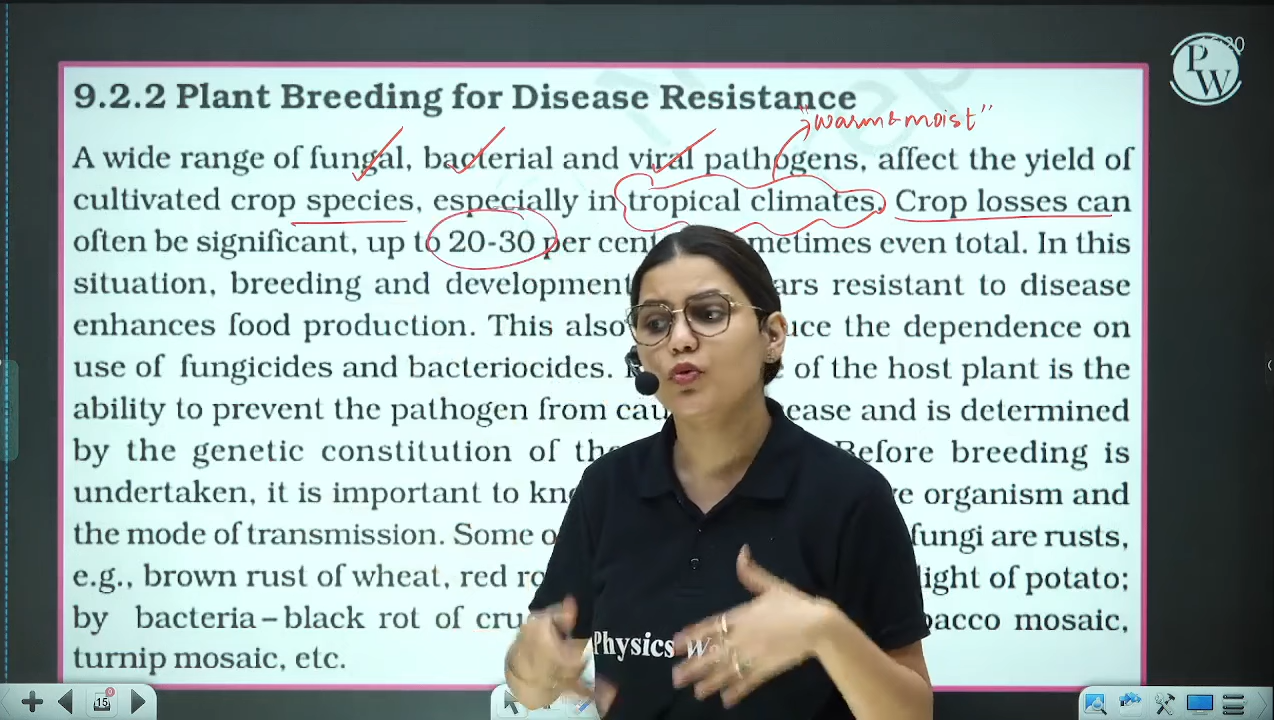 PW
9.2.2 Plant Breeding for Disease Resistance
"warm & moist"
A wide range of fungal, bacterial and viral pathogens, affect the yield of
cultivated crop species, especially in tropical climates. Crop losses can
often be significant, up to 20-30 per cent metimes even total. In this
situation, breeding and development ars resistant to disease
enhances food production. This also uce the dependence on
use of fungicides and bacteriocides. of the host plant is the
ability to prevent the pathogen from cau ease and is determined
by the genetic constitution of the Before breeding is
undertaken, it is important to kno ve organism and
the mode of transmission. Some o fungi are rusts,
e.g., brown rust of wheat, red ro light of potato;
by bacteria – black rot of cru bacco mosaic,
turnip mosaic, etc.
Physics Wa
15